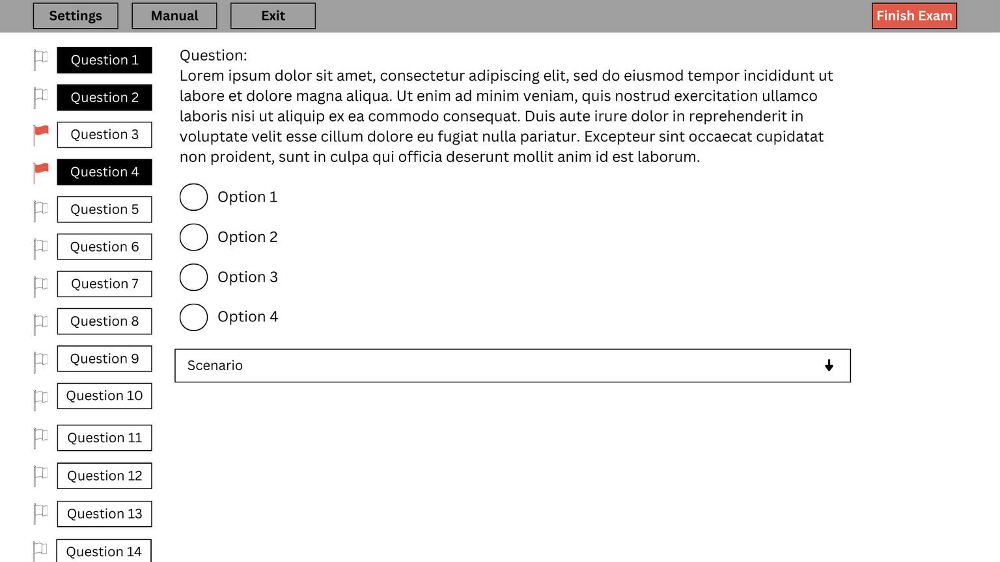 Settings
Manual
Exit
Finish Exam
Question 1
Question 2
Question 3
Question 4
Question 5
Question 6
Question 7
Question 8
Question 9
Question 10
Question 11
Question 12
Question 13
Question 14
Question:
Lorem ipsum dolor sit amet, consectetur adipiscing elit, sed do eiusmod tempor incididunt ut
labore et dolore magna aliqua. Ut enim ad minim veniam, quis nostrud exercitation ullamco
laboris nisi ut aliquip ex ea commodo consequat. Duis aute irure dolor in reprehenderit in
voluptate velit esse cillum dolore eu fugiat nulla pariatur. Excepteur sint occaecat cupidatat
non proident, sunt in culpa qui officia deserunt mollit anim id est laborum.
Option 1
Option 2
Option 3
Option 4
Scenario